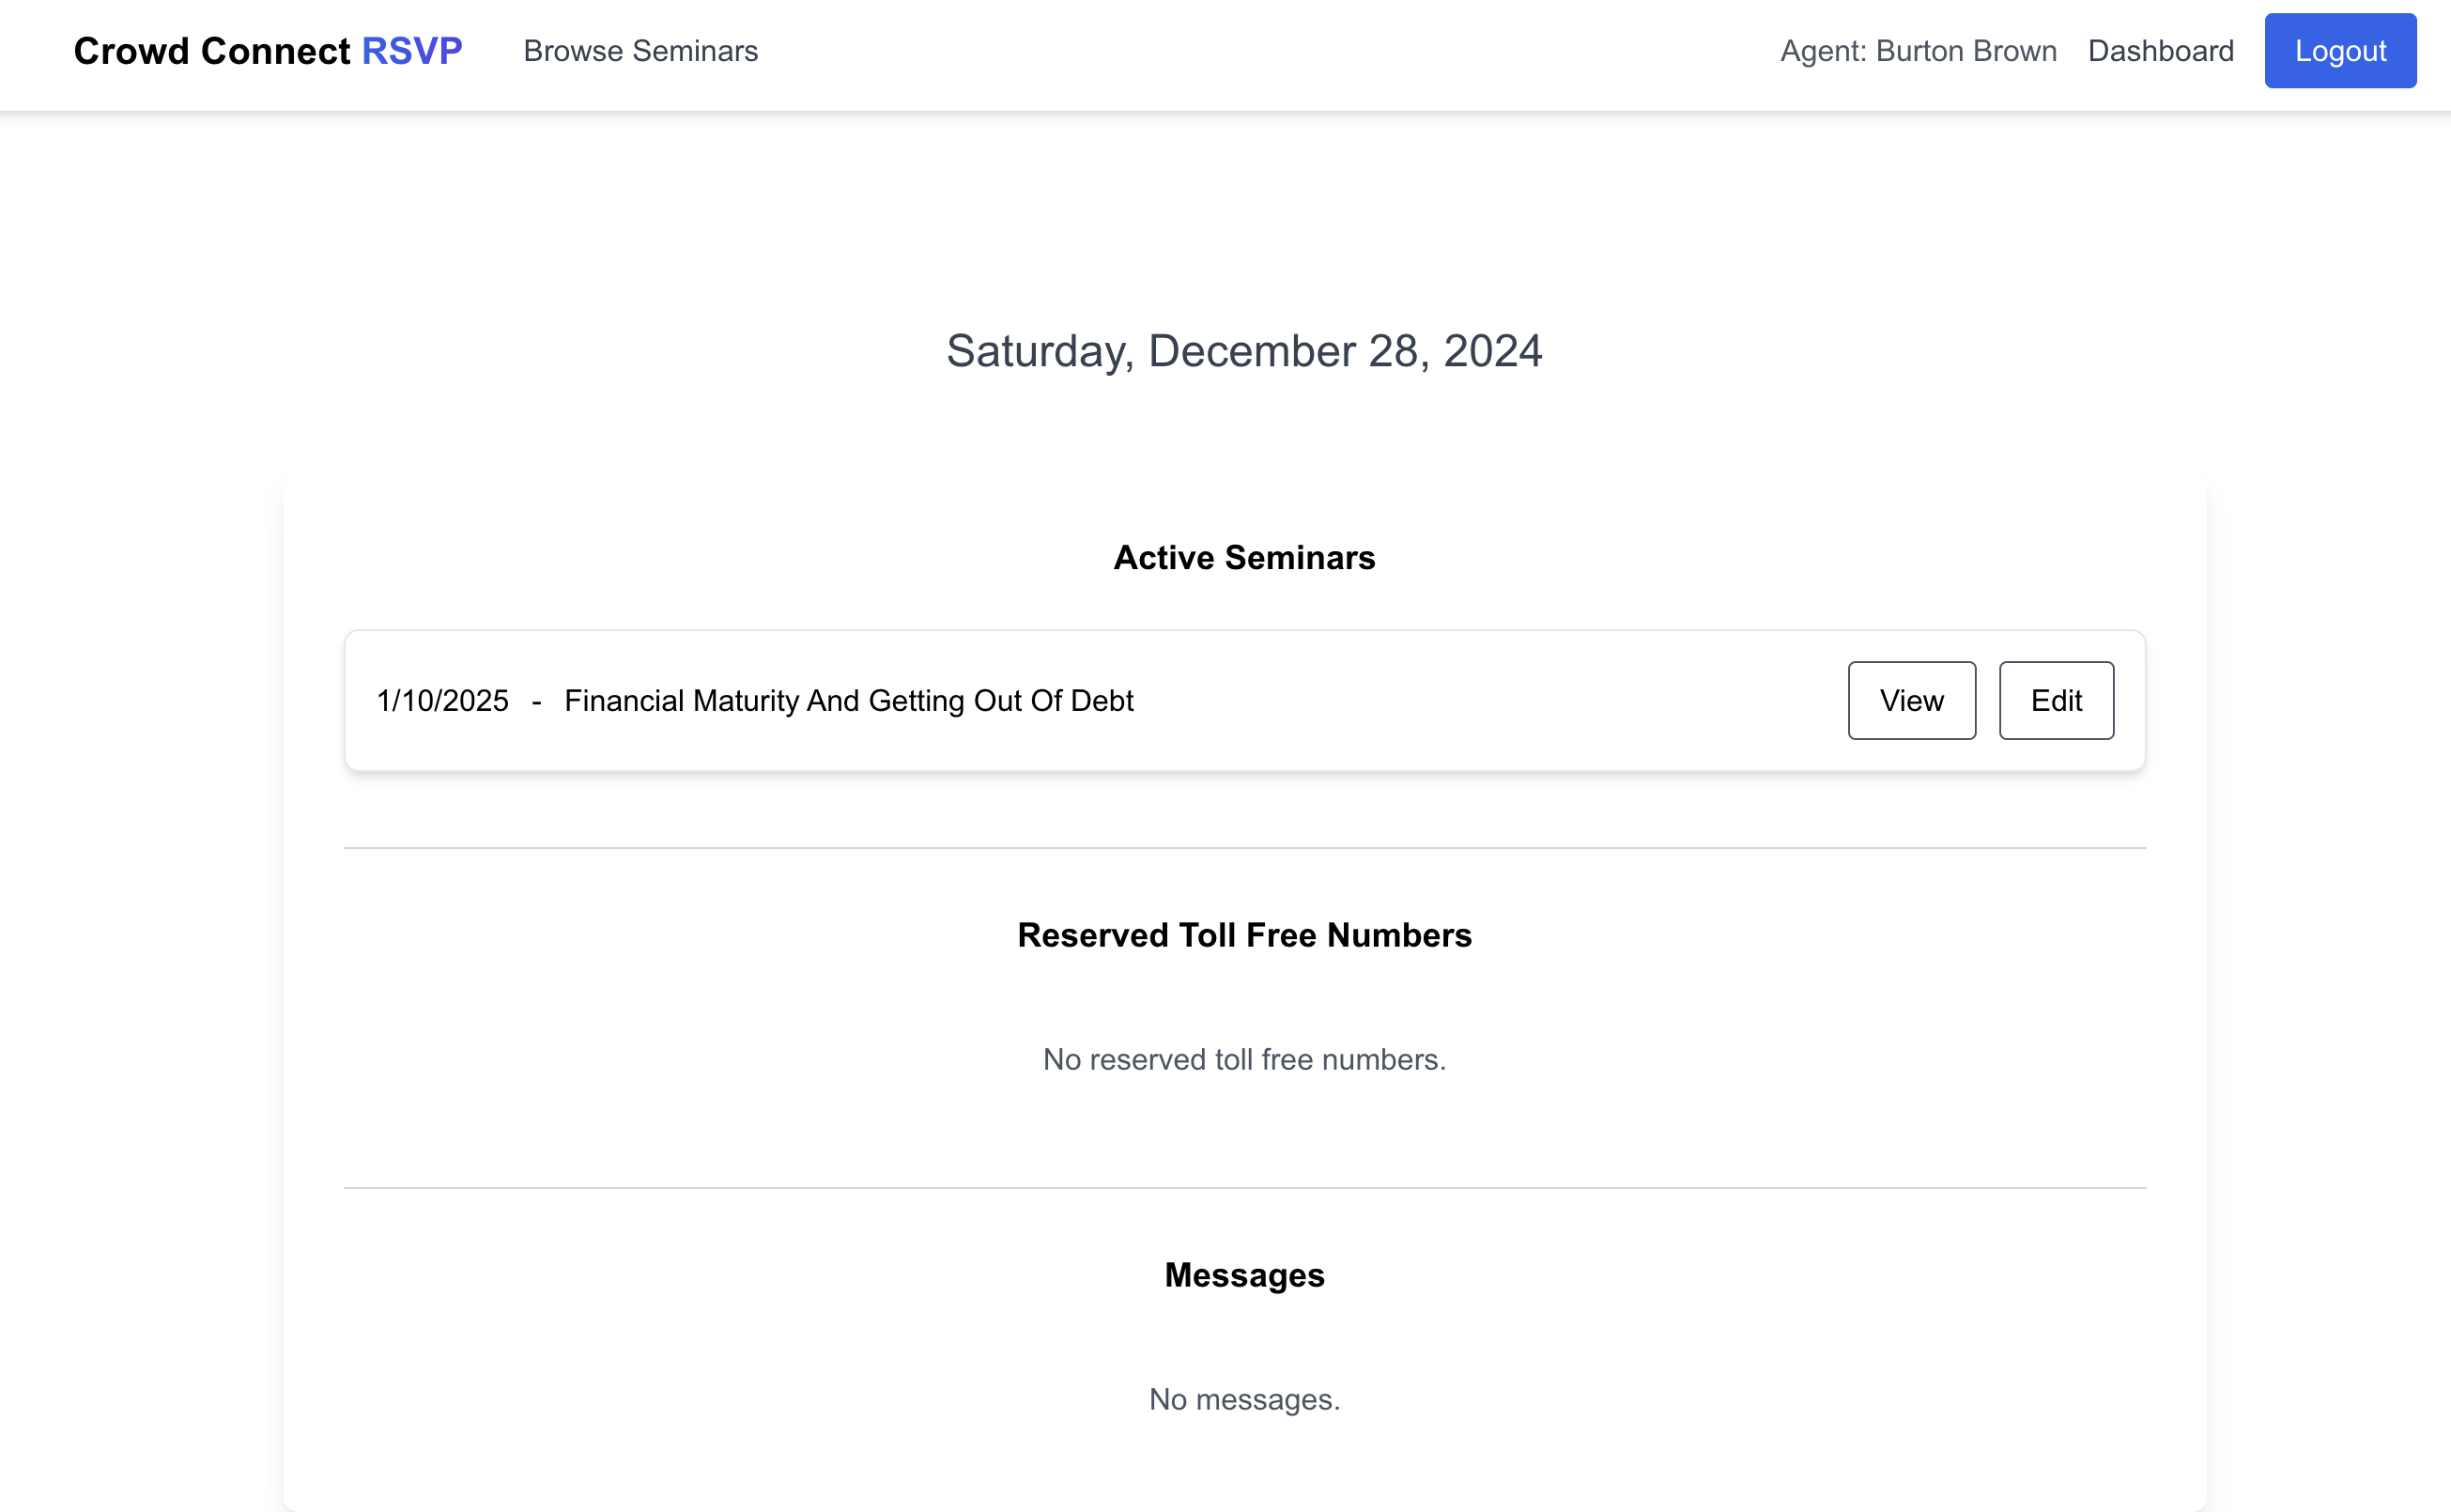 Crowd Connect RSVP Browse Seminars Agent: Burton Brown Dashboard Logout
Saturday, December 28, 2024
Active Seminars
1/10/2025 - Financial Maturity And Getting Out Of Debt View Edit
Reserved Toll Free Numbers
No reserved toll free numbers.
Messages
No messages.